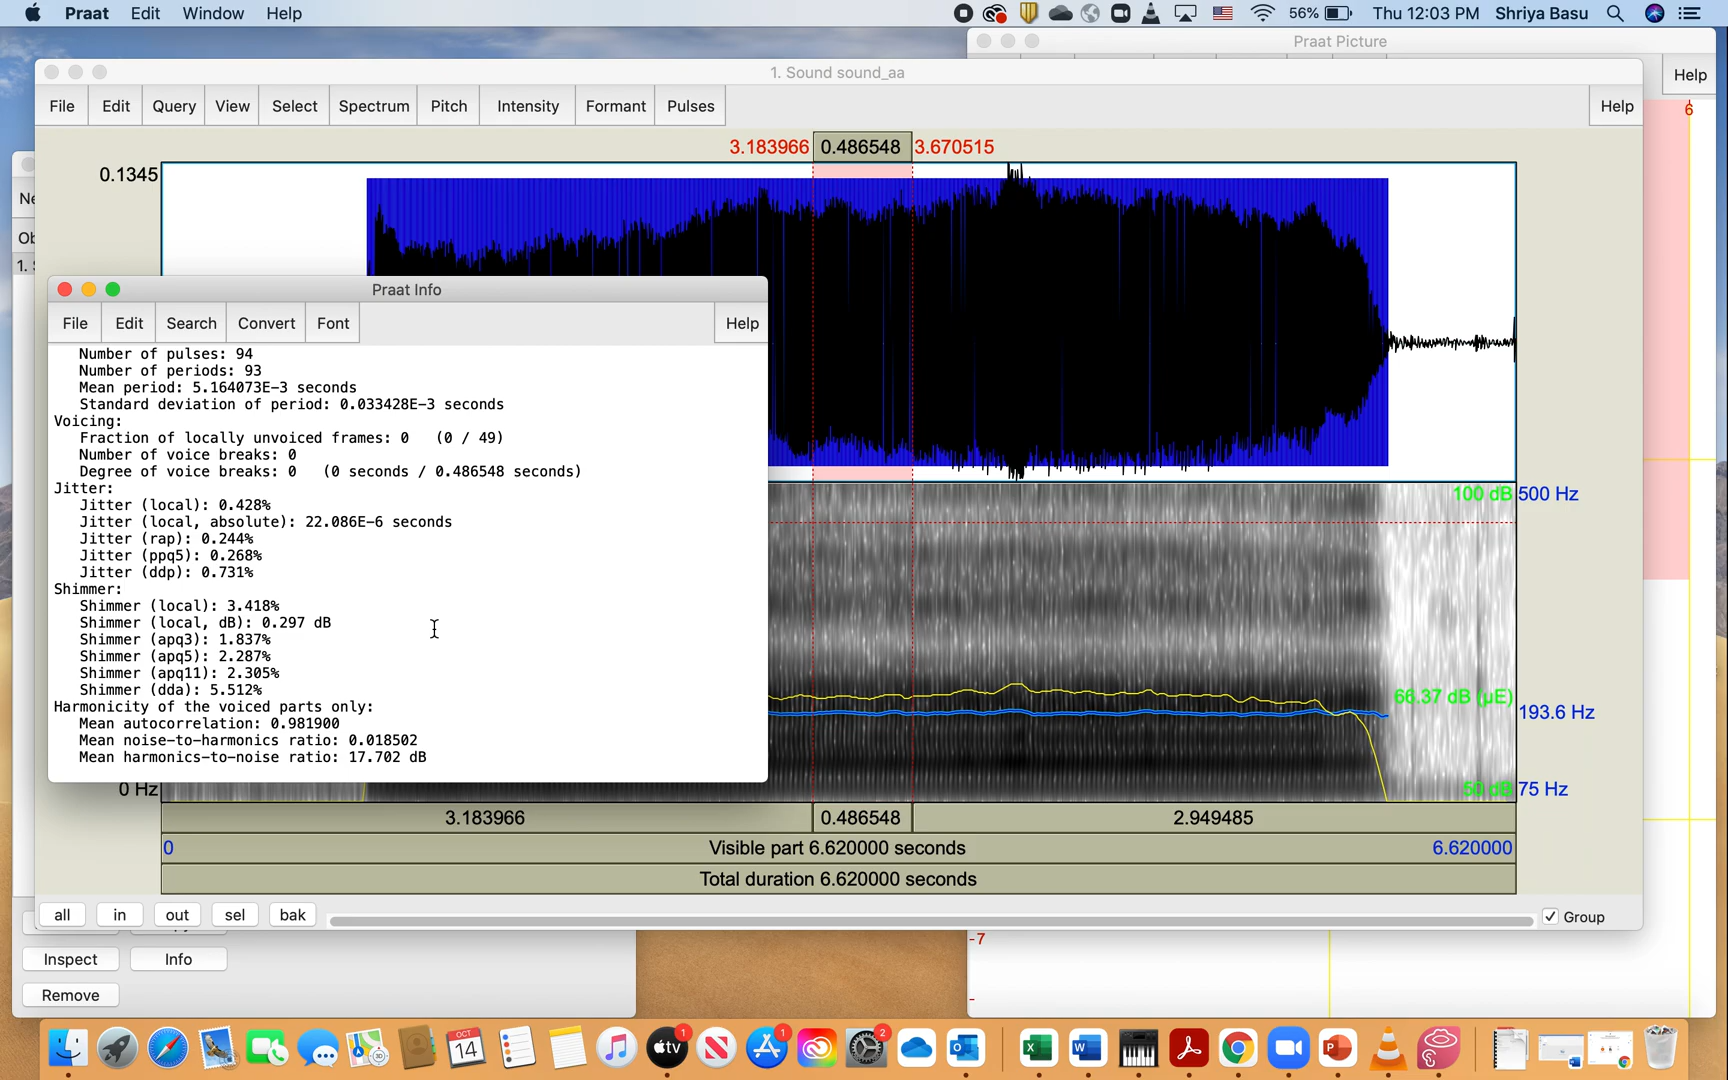 Praat Edit Window Help 56% Thu 12:03 PM Shriya Basu
Praat Picture
1. Sound sound_aa
Help
File Edit Query View Select Spectrum Pitch Intensity Formant Pulses Help
6
3.183966 0.486548 3.670515
0.1345
Ne
Ob
1. S
Praat Info
File Edit Search Convert Font Help
Number of pulses: 94
Number of periods: 93
Mean period: 5.164073E-3 seconds
Standard deviation of period: 0.033428E-3 seconds
Voicing:
Fraction of locally unvoiced frames: 0 (0 / 49)
Number of voice breaks: 0
Degree of voice breaks: 0 (0 seconds / 0.486548 seconds)
Jitter:
Jitter (local): 0.428%
Jitter (local, absolute): 22.086E-6 seconds
Jitter (rap): 0.244%
Jitter (ppq5): 0.268%
Jitter (ddp): 0.731%
Shimmer:
Shimmer (local): 3.418%
Shimmer (local, dB): 0.297 dB
Shimmer (apq3): 1.837%
Shimmer (apq5): 2.287%
Shimmer (apq11): 2.305%
Shimmer (dda): 5.512%
Harmonicity of the voiced parts only:
Mean autocorrelation: 0.981900
Mean noise-to-harmonics ratio: 0.018502
Mean harmonics-to-noise ratio: 17.702 dB
100 dB 500 Hz
66.37 dB (µE) 193.6 Hz
0 Hz 50 dB 75 Hz
3.183966 0.486548 2.949485
0 Visible part 6.620000 seconds 6.620000
Total duration 6.620000 seconds
all in out sel bak Group
-7
Inspect Info
Remove
OCT
14
tv
1
1
2